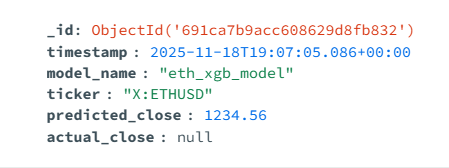 _id: ObjectId('691ca7b9acc608629d8fb832')
timestamp : 2025-11-18T19:07:05.086+00:00
model_name : "eth_xgb_model"
ticker : "X:ETHUSD"
predicted_close : 1234.56
actual_close : null